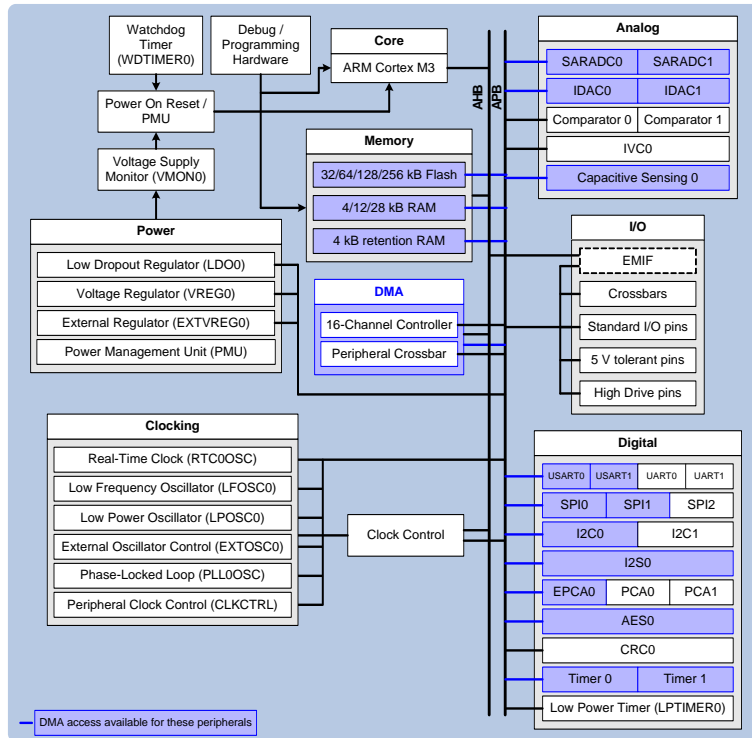 Watchdog
Timer
(WDTIMER0)
Debug /
Programming
Hardware
Core
ARM Cortex M3
Power On Reset /
PMU
Voltage Supply
Monitor (VMON0)
AHB
APB
Memory
32/64/128/256 kB Flash
4/12/28 kB RAM
4 kB retention RAM
Analog
SARADC0 SARADC1
IDAC0 IDAC1
Comparator 0 Comparator 1
IVC0
Capacitive Sensing 0
Power
Low Dropout Regulator (LDO0)
Voltage Regulator (VREG0)
External Regulator (EXTVREG0)
Power Management Unit (PMU)
DMA
16-Channel Controller
Peripheral Crossbar
I/O
EMIF
Crossbars
Standard I/O pins
5 V tolerant pins
High Drive pins
Clocking
Real-Time Clock (RTC0OSC)
Low Frequency Oscillator (LFOSC0)
Low Power Oscillator (LPOSC0)
External Oscillator Control (EXTOSC0)
Phase-Locked Loop (PLL0OSC)
Peripheral Clock Control (CLKCTRL)
Clock Control
Digital
USART0 USART1 UART0 UART1
SPI0 SPI1 SPI2
I2C0 I2C1
I2S0
EPCA0 PCA0 PCA1
AES0
CRC0
Timer 0 Timer 1
Low Power Timer (LPTIMER0)
DMA access available for these peripherals